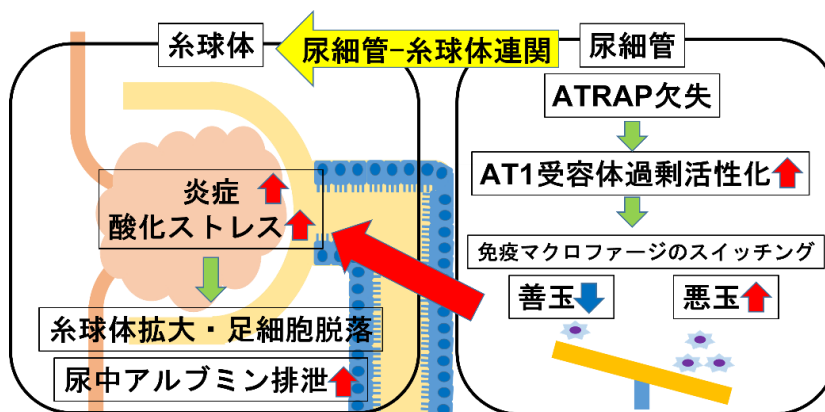 糸球体
尿細管-糸球体連関
尿細管
炎症
酸化ストレス
糸球体拡大・足細胞脱落
尿中アルブミン排泄
ATRAP欠失
AT1受容体過剰活性化
免疫マクロファージのスイッチング
善玉
悪玉